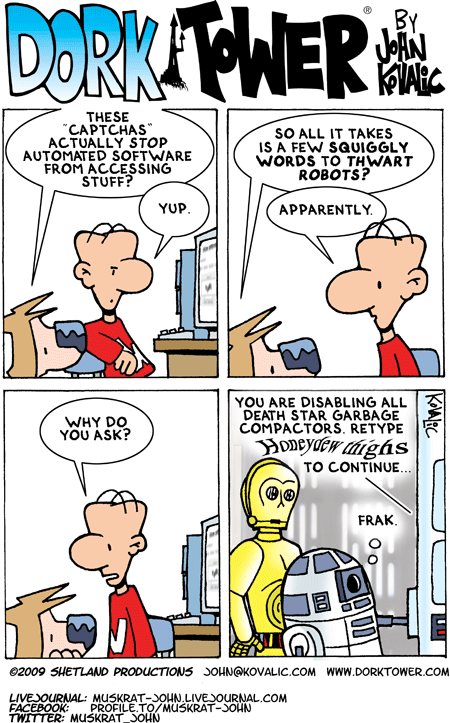 DORK TOWER ®
BY
JOHN
KOVALIC
THESE
"CAPTCHAS"
ACTUALLY STOP
AUTOMATED SOFTWARE
FROM ACCESSING
STUFF?
YUP.
SO ALL IT TAKES
IS A FEW SQUIGGLY
WORDS TO THWART
ROBOTS?
APPARENTLY.
WHY DO
YOU ASK?
YOU ARE DISABLING ALL
DEATH STAR GARBAGE
COMPACTORS. RETYPE
Honeydew thighs
TO CONTINUE...
FRAK.
KOVALIC
©2009 SHETLAND PRODUCTIONS JOHN@KOVALIC.COM WWW.DORKTOWER.COM
LIVEJOURNAL: MUSKRAT-JOHN.LIVEJOURNAL.COM
FACEBOOK: PROFILE.TO/MUSKRAT-JOHN
TWITTER: MUSKRAT_JOHN